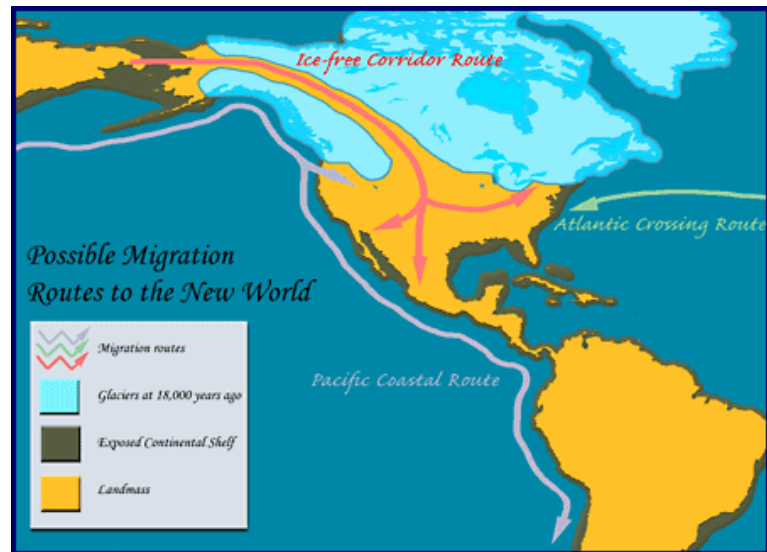 Ice-free Corridor Route
Atlantic Crossing Route
Possible Migration
Routes to the New World
Pacific Coastal Route
Migration routes
Glaciers at 18,000 years ago
Exposed Continental Shelf
Landmass